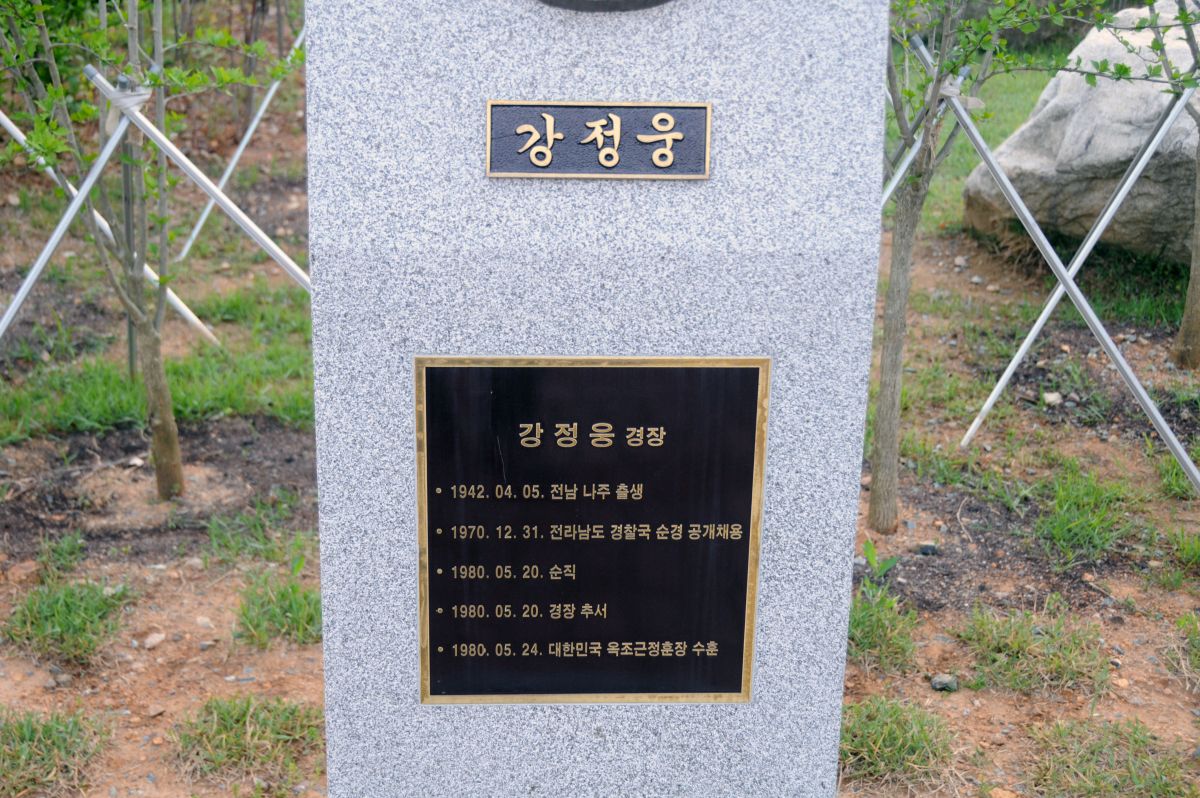 강정웅
강 정 웅 경장
• 1942. 04. 05. 전남 나주 출생
• 1970. 12. 31. 전라남도 경찰국 순경 공개채용
• 1980. 05. 20. 순직
• 1980. 05. 20. 경장 추서
• 1980. 05. 24. 대한민국 옥조근정훈장 수훈